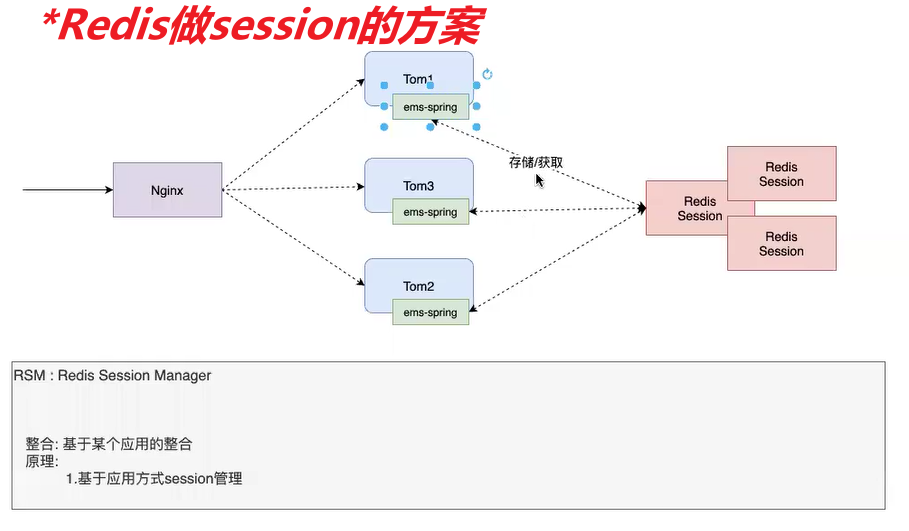 *Redis做session的方案
Tom1
ems-spring
存储/获取
Nginx
Tom3
ems-spring
Redis
Session
Redis
Session
Redis
Session
Tom2
ems-spring
RSM : Redis Session Manager
整合: 基于某个应用的整合
原理:
1.基于应用方式session管理